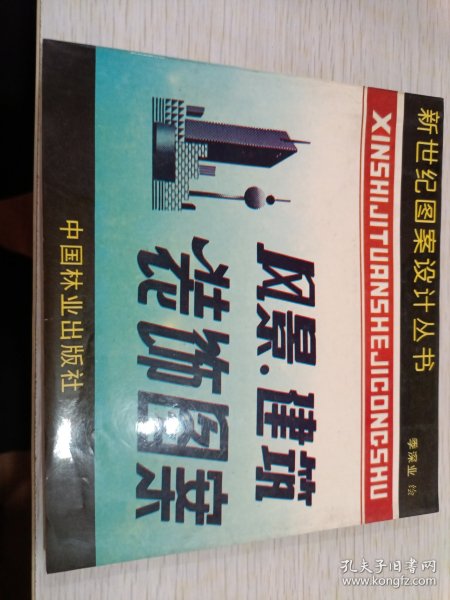 新世纪图案设计丛书
季深业 绘
XINSHIJITUANSHEJICONGSHU
风景.建筑
装饰图案
中国林业出版社
孔夫子旧书网
www.kongfz.com